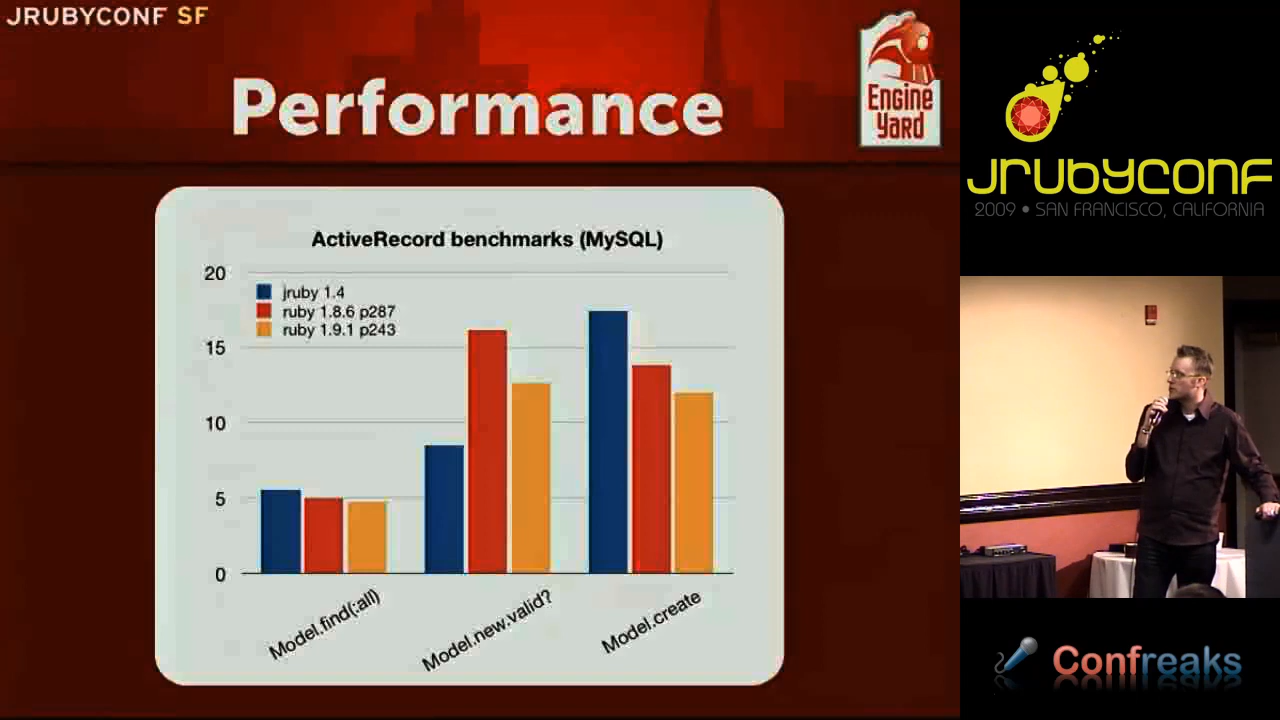 JRUBYCONF SF
Performance
Engine
Yard
ActiveRecord benchmarks (MySQL)
20
15
10
5
0
jruby 1.4
ruby 1.8.6 p287
ruby 1.9.1 p243
Model.find(:all)
Model.new.valid?
Model.create
JRUBYCONF
2009 • SAN FRANCISCO, CALIFORNIA
Confreaks